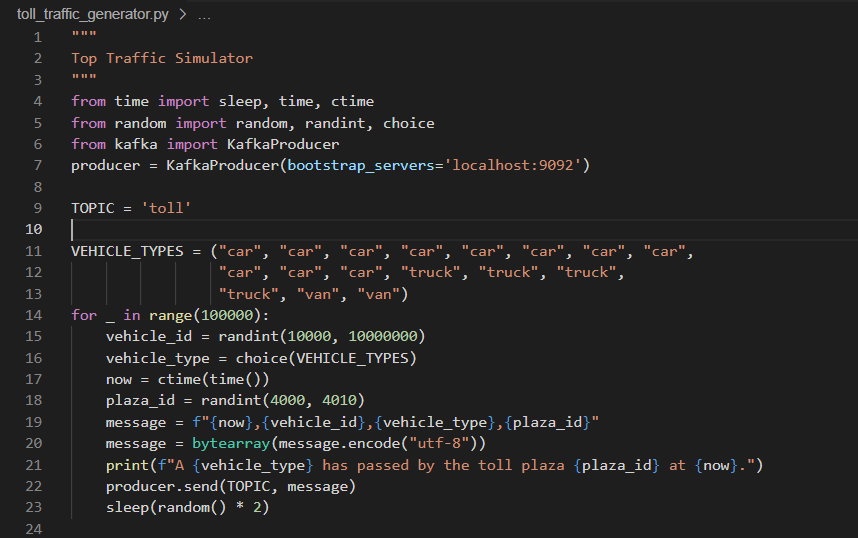 toll_traffic_generator.py > ...
1 """
2 Top Traffic Simulator
3 """
4 from time import sleep, time, ctime
5 from random import random, randint, choice
6 from kafka import KafkaProducer
7 producer = KafkaProducer(bootstrap_servers='localhost:9092')
8
9 TOPIC = 'toll'
10
11 VEHICLE_TYPES = ("car", "car", "car", "car", "car", "car", "car", "car",
12                  "car", "car", "car", "truck", "truck", "truck",
13                  "truck", "van", "van")
14 for _ in range(100000):
15     vehicle_id = randint(10000, 10000000)
16     vehicle_type = choice(VEHICLE_TYPES)
17     now = ctime(time())
18     plaza_id = randint(4000, 4010)
19     message = f"{now},{vehicle_id},{vehicle_type},{plaza_id}"
20     message = bytearray(message.encode("utf-8"))
21     print(f"A {vehicle_type} has passed by the toll plaza {plaza_id} at {now}.")
22     producer.send(TOPIC, message)
23     sleep(random() * 2)
24